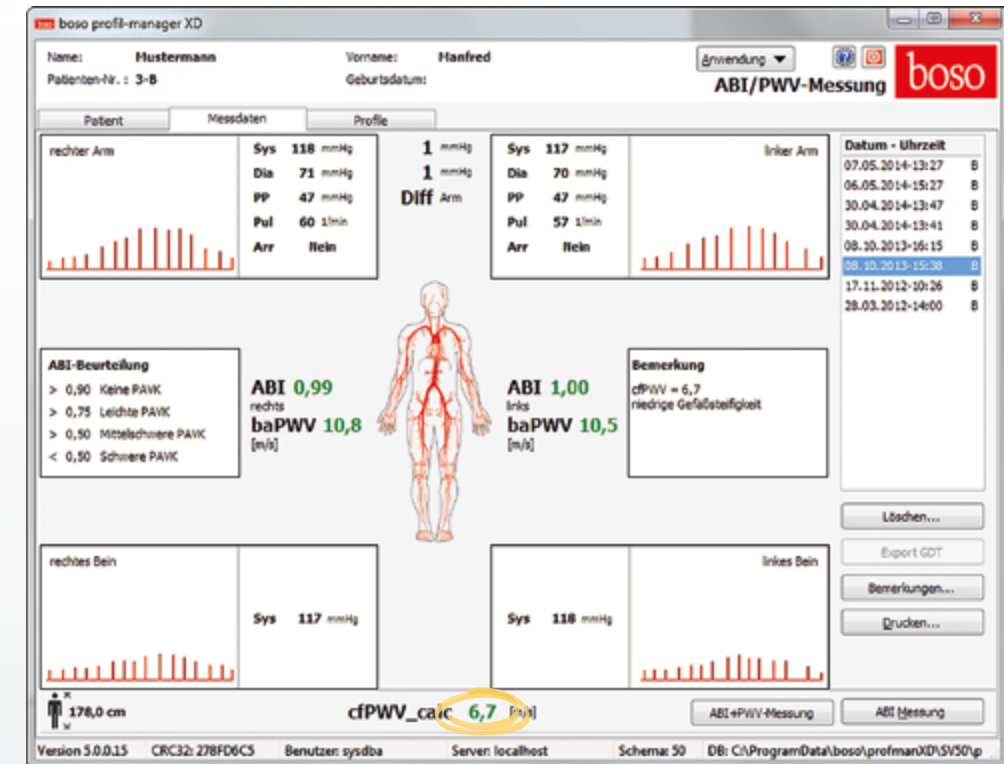 boso boso profil-manager XD
Name: Mustermann Vorname: Hanfred
Patienten-Nr. : 3-B Geburtsdatum:
Anwendung
ABI/PWV-Messung
boso
Patient Messdaten Profile
rechter Arm
Sys 118 mmHg
Dia 71 mmHg
PP 47 mmHg
Pul 60 1/min
Arr Nein
1 mmHg
1 mmHg
Diff Arm
Sys 117 mmHg
Dia 70 mmHg
PP 47 mmHg
Pul 57 1/min
Arr Nein
linker Arm
Datum - Uhrzeit
07.05.2014-13:27 B
06.05.2014-15:27 B
30.04.2014-13:47 B
30.04.2014-13:41 B
08.10.2013-16:15 B
08.10.2013-15:38 B
17.11.2012-10:26 B
28.03.2012-14:00 B
ABI-Beurteilung
> 0,90 Keine PAVK
> 0,75 Leichte PAVK
> 0,50 Mittelschwere PAVK
< 0,50 Schwere PAVK
ABI 0,99
rechts
baPWV 10,8
[m/s]
ABI 1,00
links
baPWV 10,5
[m/s]
Bemerkung
cfPWV = 6,7
niedrige Gefäßsteifigkeit
Löschen...
Export GDT
Bemerkungen...
Drucken...
rechtes Bein
Sys 117 mmHg
Sys 118 mmHg
linkes Bein
178,0 cm
cfPWV_calc 6,7 [m/s]
ABI+PWV-Messung
ABI Messung
Version 5.0.0.15 CRC32: 278FD6C5 Benutzer: sysdba Server: localhost Schema: 50 DB: C:\ProgramData\boso\profmanXD\SV50\p